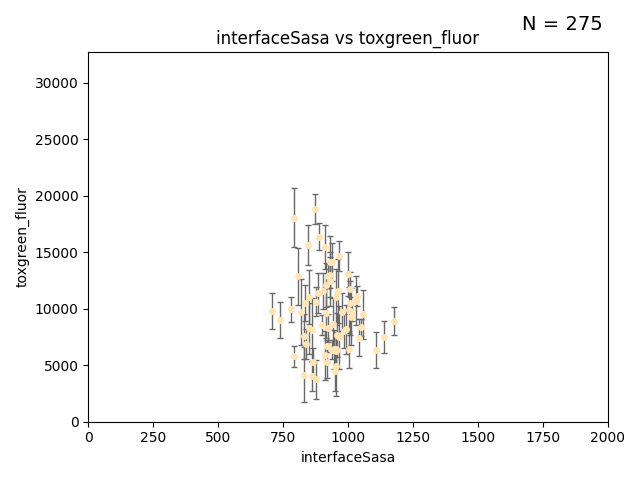 N = 275
interfaceSasa vs toxgreen_fluor
30000
25000
20000
15000
10000
5000
0
toxgreen_fluor
0 250 500 750 1000 1250 1500 1750 2000
interfaceSasa